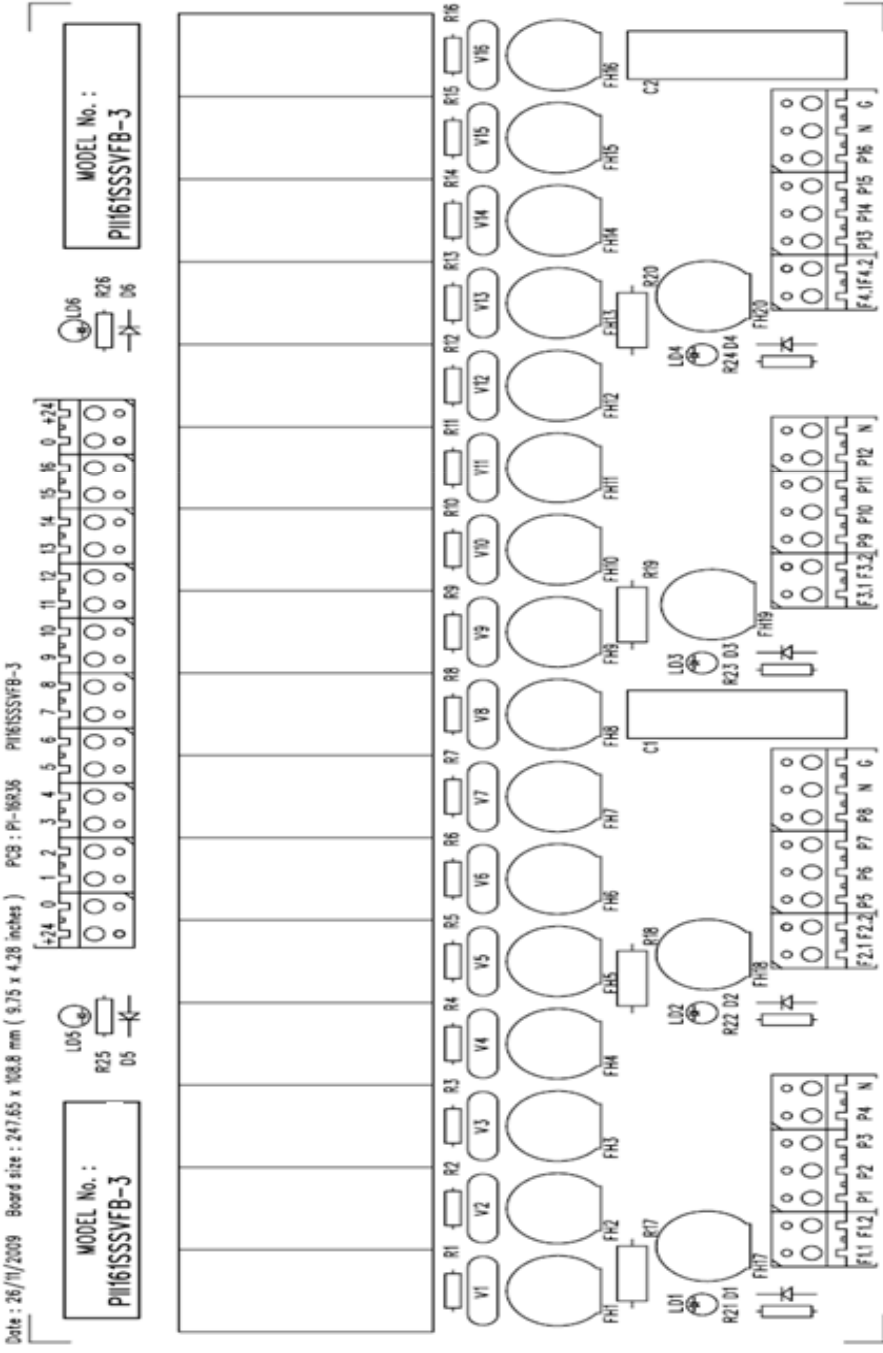 Date : 26/11/2009 Board size : 247.65 x 108.8 mm ( 9.75 x 4.28 inches ) PCB : PI-16R36 PI1161SSSVFB-3
MODEL No. :
PI1161SSSVFB-3
LD5
R25
D5
+24 0 1 2 3 4 5 6 7 8 9 10 11 12 13 14 15 16 0 +24
LD6
R26
D6
MODEL No. :
PI1161SSSVFB-3
R1 R2 R3 R4 R5 R6 R7 R8 R9 R10 R11 R12 R13 R14 R15 R16
V1 V2 V3 V4 V5 V6 V7 V8 V9 V10 V11 V12 V13 V14 V15 V16
FH1 FH2 FH3 FH4 FH5 FH6 FH7 FH8 FH9 FH10 FH11 FH12 FH13 FH14 FH15 FH16
R17 R18 C1 R19 R20 C2
LD1 LD2 LD3 LD4
R21 D1 FH17 R22 D2 FH18 R23 D3 FH19 R24 D4 FH20
F1.1 F1.2 P1 P2 P3 P4 N F2.1 F2.2 P5 P6 P7 P8 N G F3.1 F3.2 P9 P10 P11 P12 N F4.1 F4.2 P13 P14 P15 P16 N G